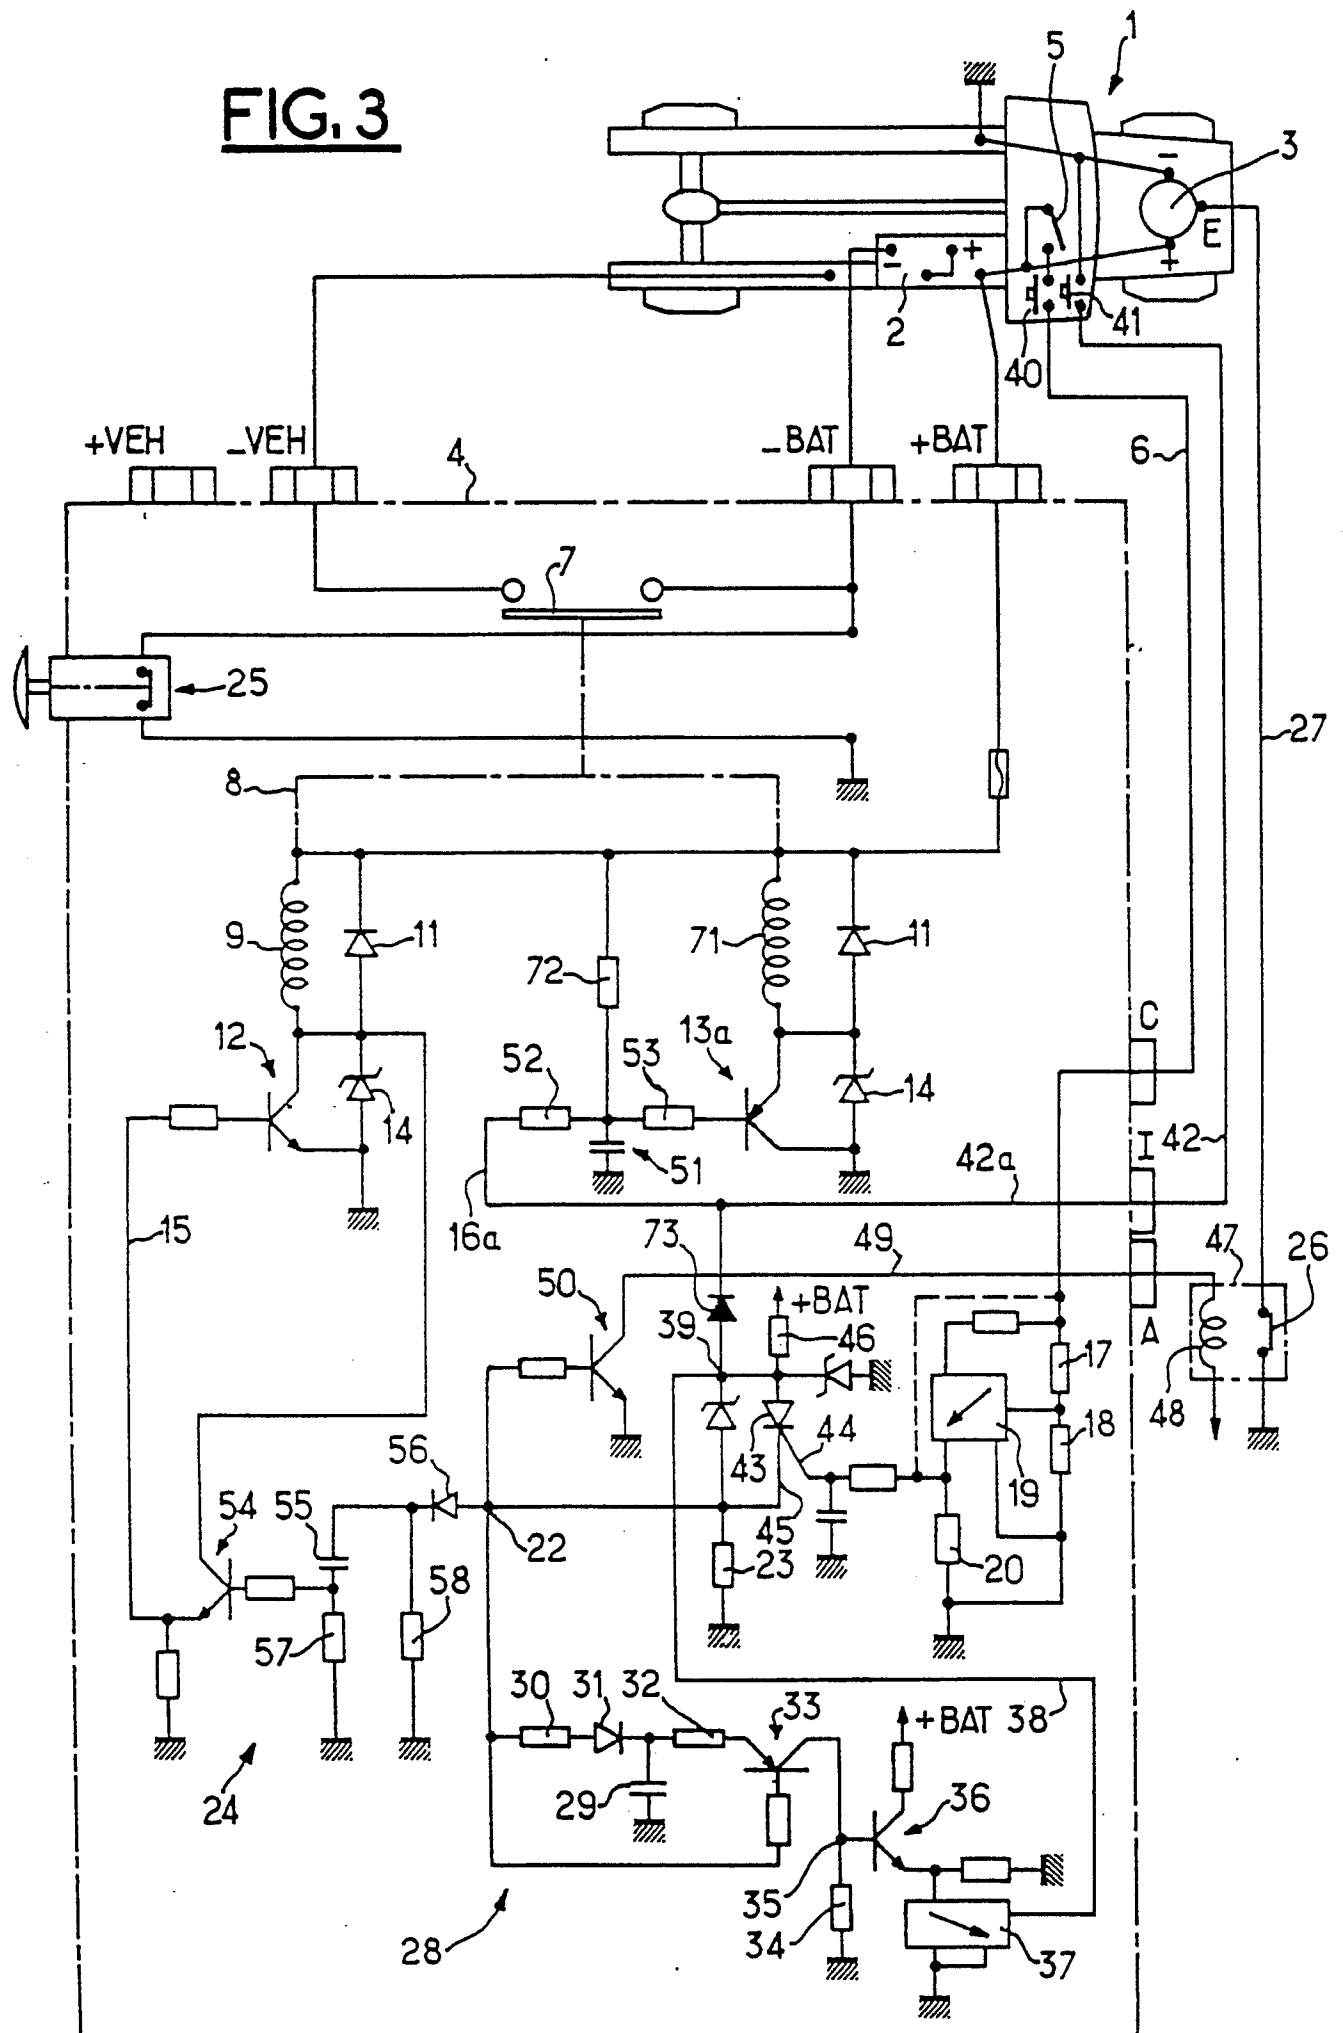 FIG. 3
1
5
3
–
E
– + +
2
41
40
+VEH –VEH 4 –BAT +BAT
6
7
25
27
8
9 11 71 11
72
12 52 53 13a C
14 14
51 42a I 42
15 16a
73 49 47 26
50 +BAT
39 46 A
17
48
56 43 44 18
54 55 19
22 45
58 23 20
57
30 31 32 33
+BAT 38
24 29 36
35
28 34 37